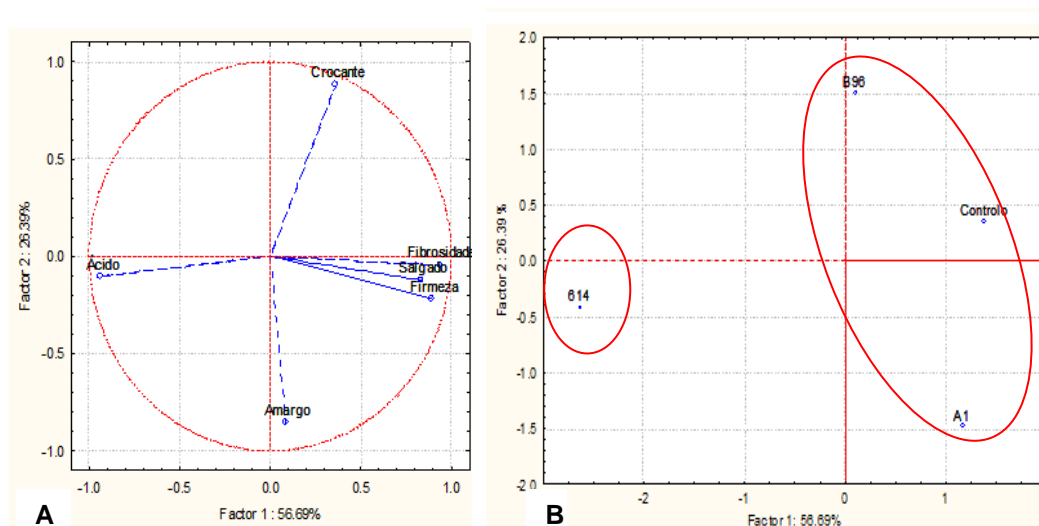 1.0
0.5
0.0
-0.5
-1.0
Factor 2: 26.39 %
Crocante
Fibrosidade
Salgado
Firmeza
Acido
Amargo
-1.0 -0.5 0.0 0.5 1.0
Factor 1: 56.69%
A
2.0
1.5
1.0
0.5
0.0
-0.5
-1.0
-1.5
-2.0
Factor 2: 26.39 %
B96
Controlo
614
A1
-2 -1 0 1
Factor 1: 56.69%
B